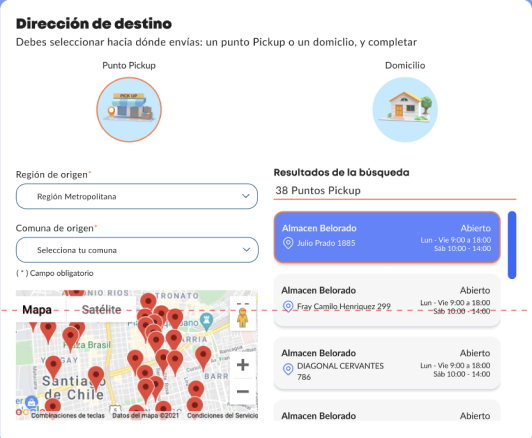 Dirección de destino
Debes seleccionar hacia dónde envías: un punto Pickup o un domicilio, y completar
Punto Pickup
Domicilio
PICK UP
Región de origen*
Región Metropolitana
Comuna de origen*
Selecciona tu comuna
( * ) Campo obligatorio
Mapa
Satélite
NIO RIOS
TRONATO
Brasil
GAY
ARRIA
BARR
Santiago
de Chile
Combinaciones de teclas
Datos del mapa ©2021
Condiciones del Servicio
Resultados de la búsqueda
38 Puntos Pickup
Almacen Belorado
Abierto
Julio Prado 1885
Lun - Vie 9:00 a 18:00
Sáb 10:00 - 14:00
Almacen Belorado
Abierto
Fray Camilo Henriquez 299
Lun - Vie 9:00 a 18:00
Sáb 10:00 - 14:00
Almacen Belorado
Abierto
DIAGONAL CERVANTES
786
Lun - Vie 9:00 a 18:00
Sáb 10:00 - 14:00
Almacen Belorado
Abierto